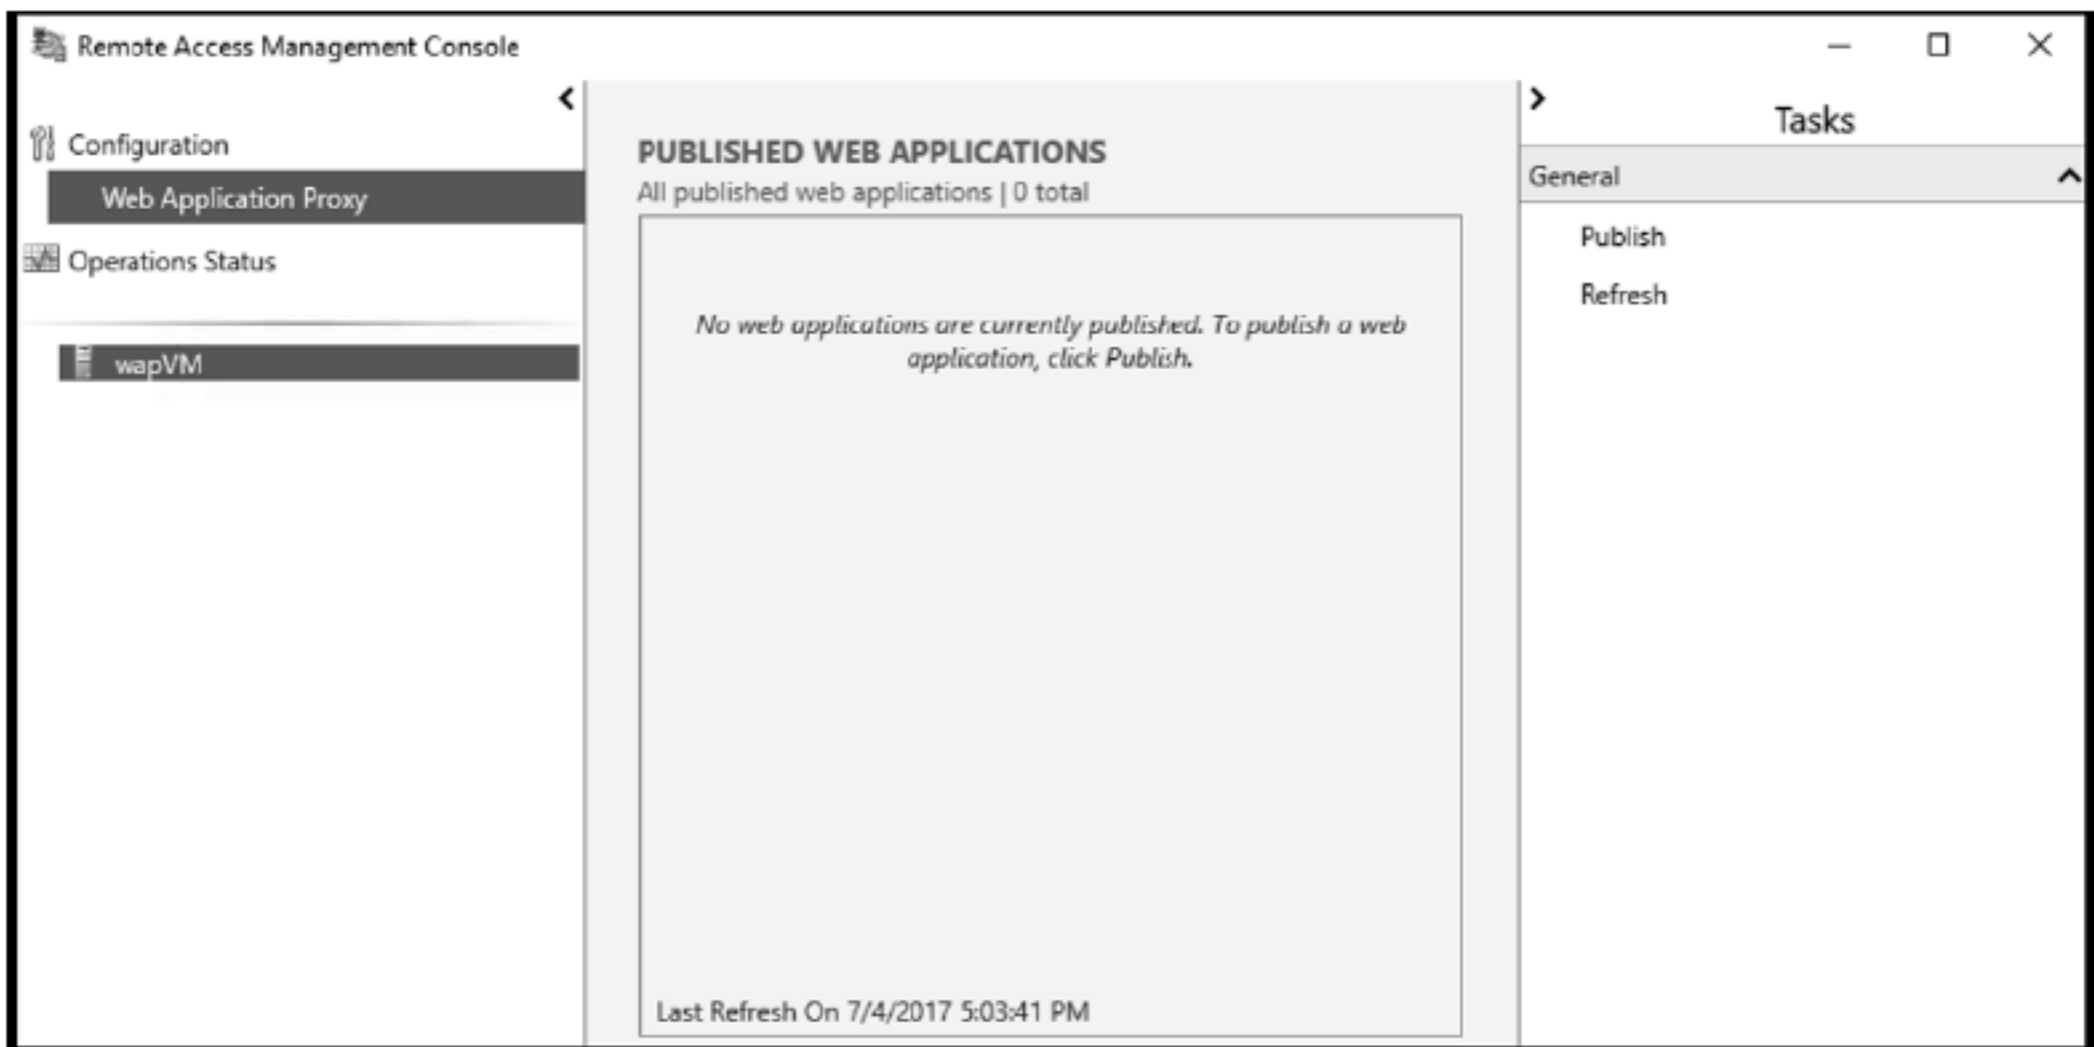 Remote Access Management Console
Configuration
Web Application Proxy
Operations Status
wapVM
PUBLISHED WEB APPLICATIONS
All published web applications | 0 total
No web applications are currently published. To publish a web
application, click Publish.
Last Refresh On 7/4/2017 5:03:41 PM
Tasks
General
Publish
Refresh